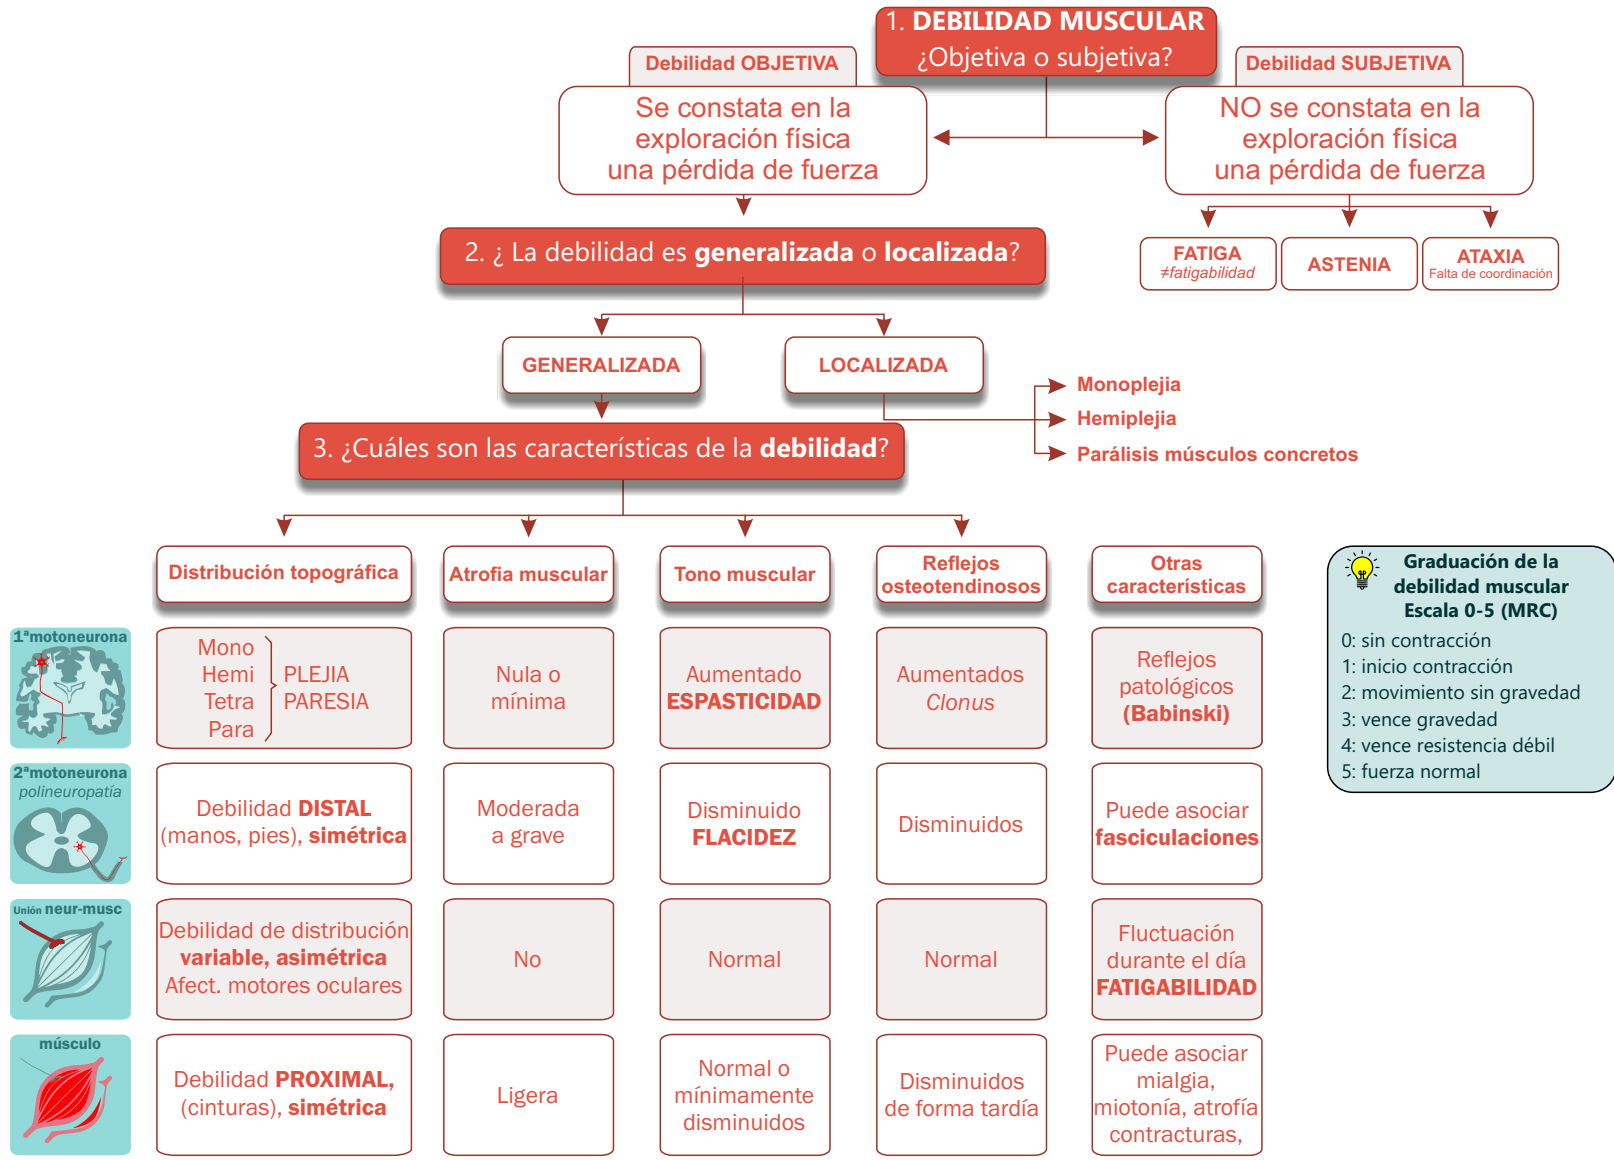 1. DEBILIDAD MUSCULAR
¿Objetiva o subjetiva?
Debilidad OBJETIVA
Se constata en la
exploración física
una pérdida de fuerza
Debilidad SUBJETIVA
NO se constata en la
exploración física
una pérdida de fuerza
FATIGA
≠fatigabilidad
ASTENIA
ATAXIA
Falta de coordinación
2. ¿ La debilidad es generalizada o localizada?
GENERALIZADA
LOCALIZADA
Monoplejia
Hemiplejia
Parálisis músculos concretos
3. ¿Cuáles son las características de la debilidad?
Distribución topográfica
Atrofia muscular
Tono muscular
Reflejos
osteotendinosos
Otras
características
1ªmotoneurona
Mono
Hemi
Tetra
Para
PLEJIA
PARESIA
Nula o
mínima
Aumentado
ESPASTICIDAD
Aumentados
Clonus
Reflejos
patológicos
(Babinski)
2ªmotoneurona
polineuropatía
Debilidad DISTAL
(manos, pies), simétrica
Moderada
a grave
Disminuido
FLACIDEZ
Disminuidos
Puede asociar
fasciculaciones
Unión neur-musc
Debilidad de distribución
variable, asimétrica
Afect. motores oculares
No
Normal
Normal
Fluctuación
durante el día
FATIGABILIDAD
músculo
Debilidad PROXIMAL,
(cinturas), simétrica
Ligera
Normal o
mínimamente
disminuidos
Disminuidos
de forma tardía
Puede asociar
mialgia,
miotonía, atrofía
contracturas,
Graduación de la
debilidad muscular
Escala 0-5 (MRC)
0: sin contracción
1: inicio contracción
2: movimiento sin gravedad
3: vence gravedad
4: vence resistencia débil
5: fuerza normal